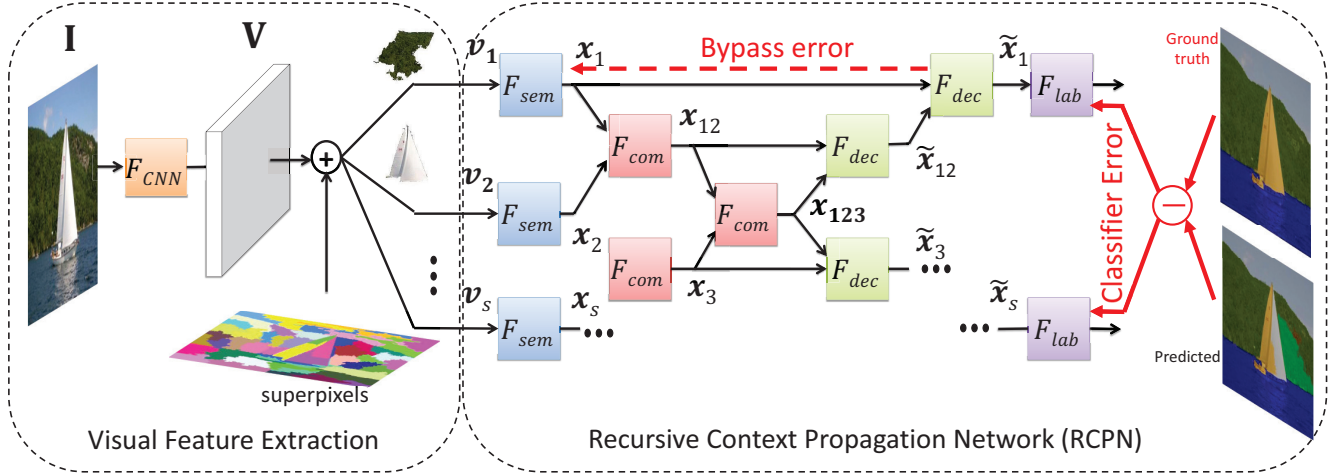 I
V
F_CNN
+
superpixels
Visual Feature Extraction
v_1
v_2
v_s
F_sem
F_sem
F_sem
x_1
x_2
x_s
Bypass error
F_com
F_com
F_com
x_12
x_3
x_123
F_dec
F_dec
F_dec
x̃_1
x̃_12
x̃_3
x̃_s
F_lab
F_lab
Classifier Error
Ground
truth
Predicted
Recursive Context Propagation Network (RCPN)